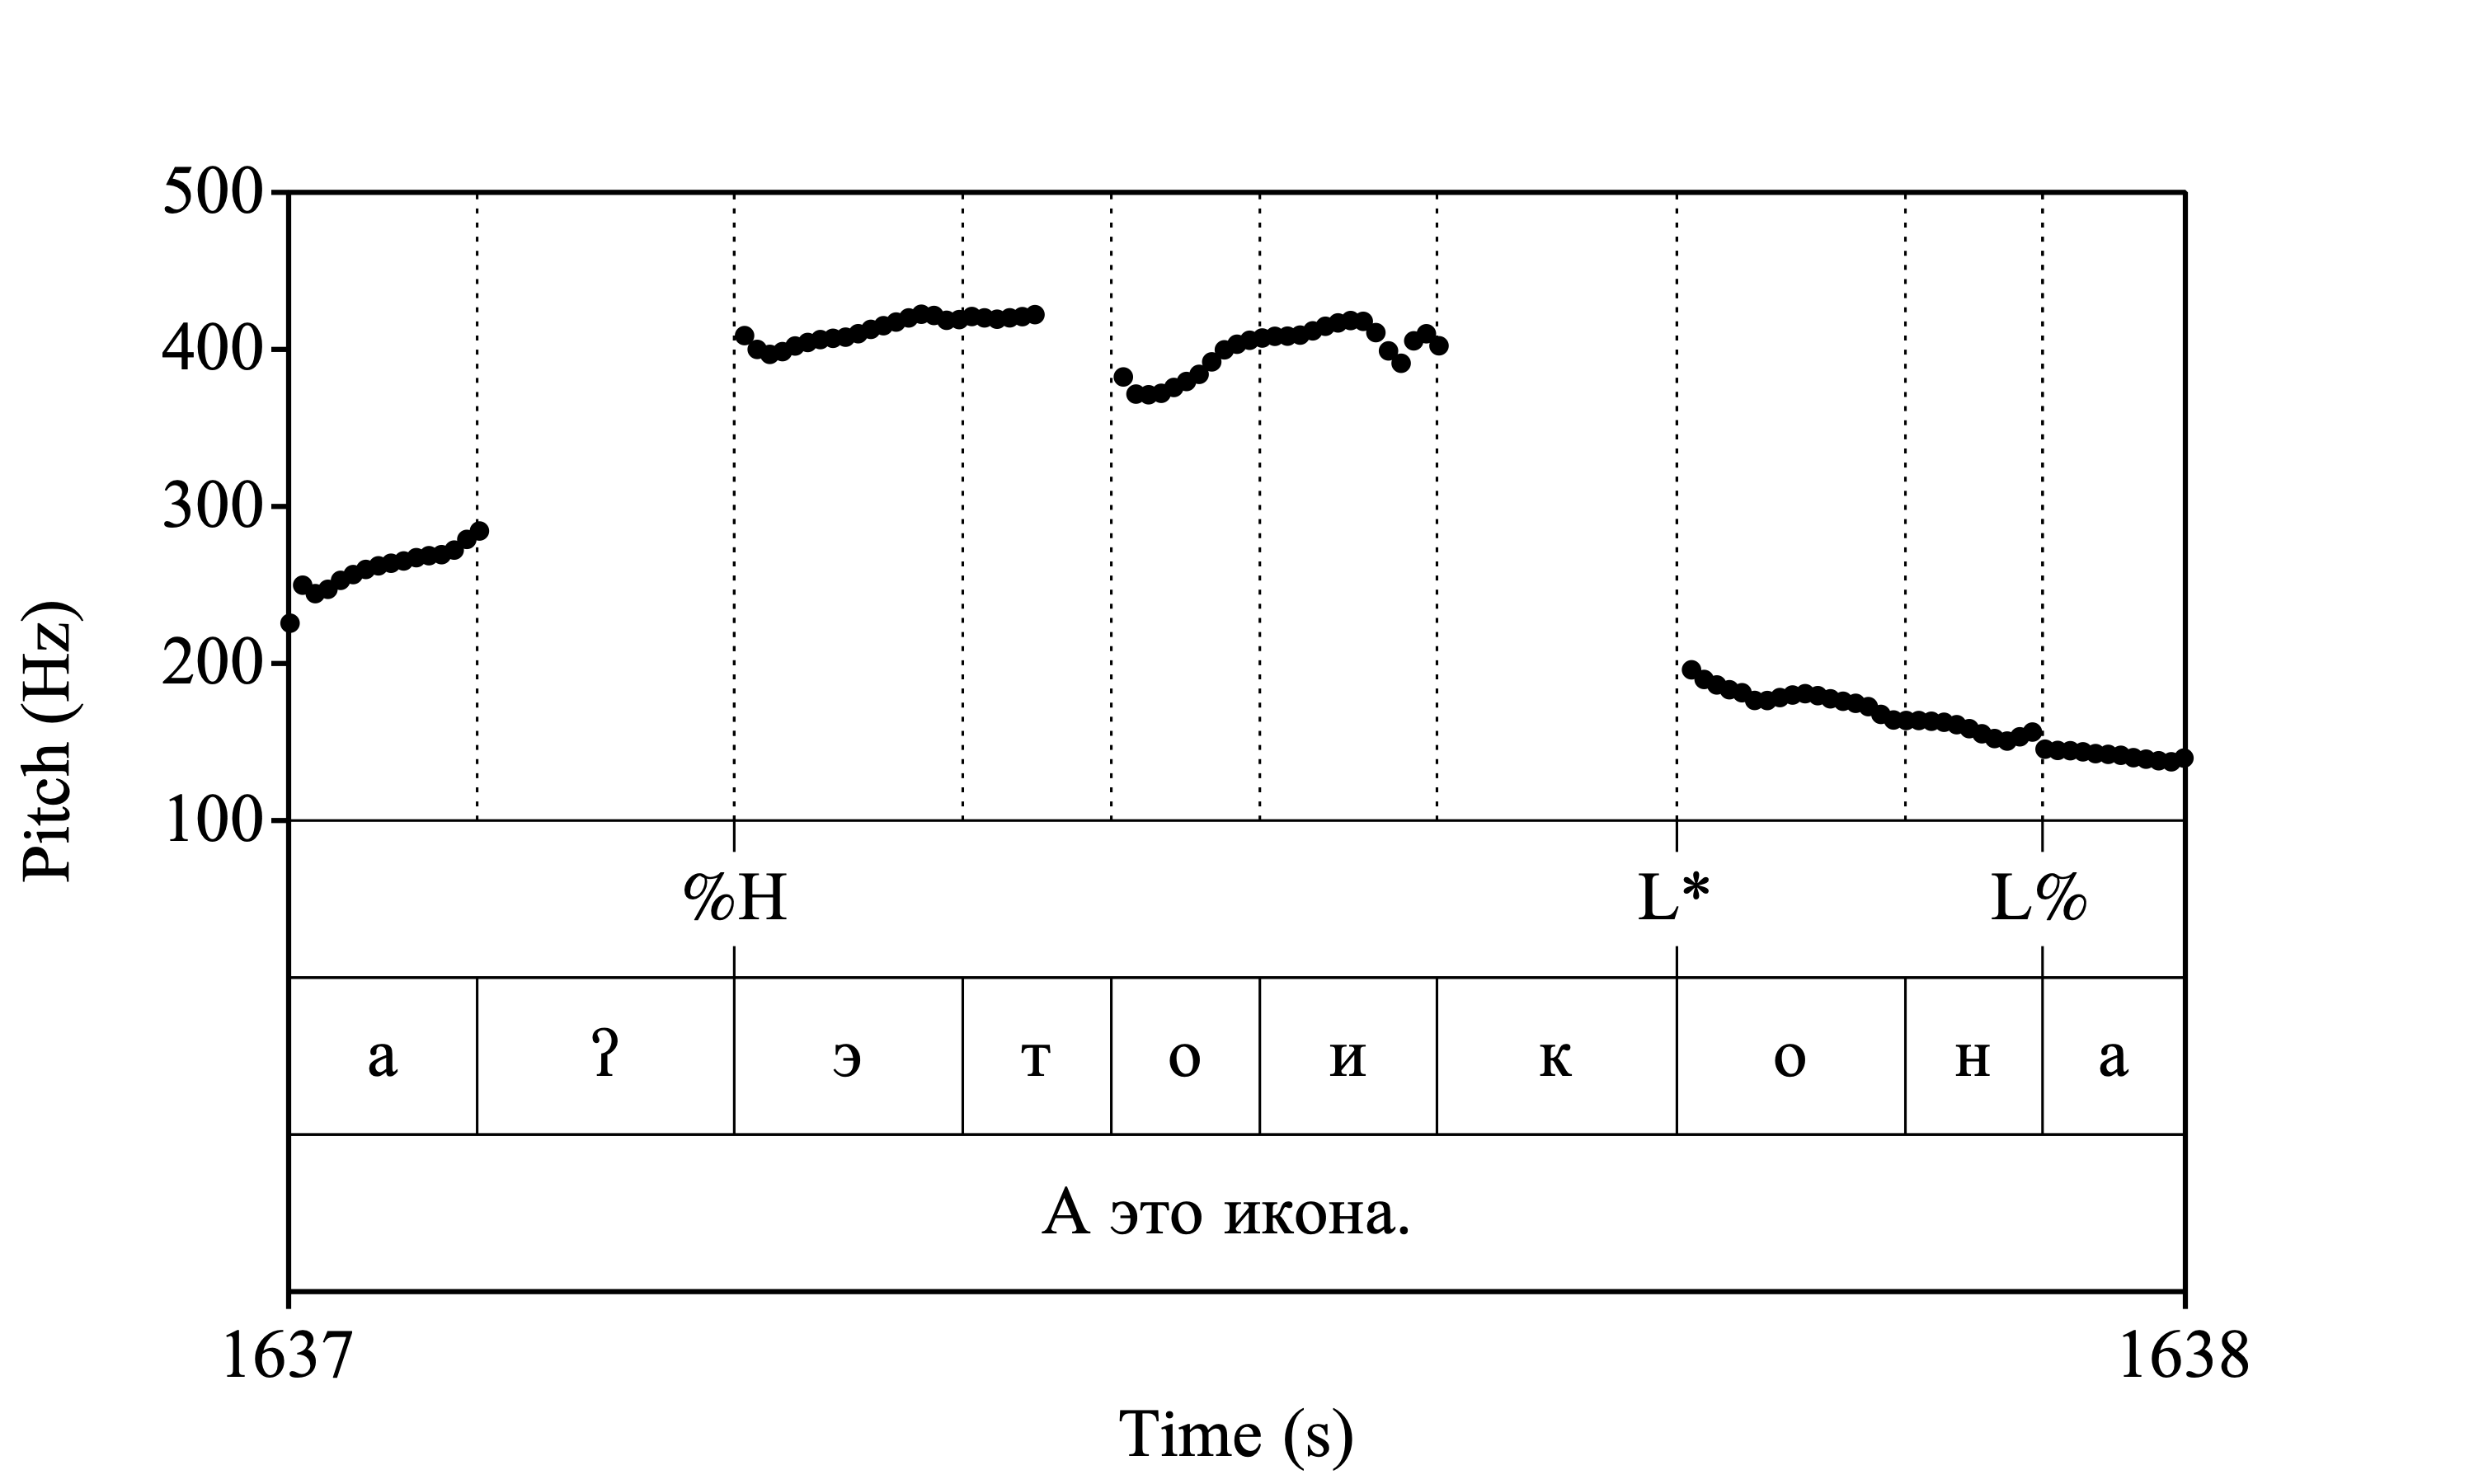 500
400
300
200
100
Pitch (Hz)
%H L* L%
а ʔ э т о и к о н а
А это икона.
1637 1638
Time (s)